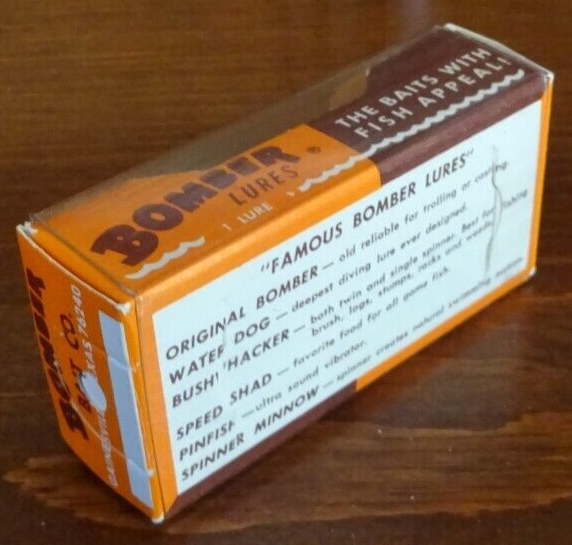 BOMBER ®
LURES
1 LURE
THE BAITS WITH
FISH APPEAL!
"FAMOUS BOMBER LURES"
ORIGINAL BOMBER — old reliable for trolling or casting.
WATER DOG — deepest diving lure ever designed.
BUSHWHACKER — both twin and single spinner. Best for fishing
brush, logs, stumps, rocks and weeds.
SPEED SHAD — favorite food for all game fish.
PINFISH — ultra sound vibrator.
SPINNER MINNOW — spinner creates natural swimming motion.
BOMBER
BAIT CO.
GAINESVILLE, TEXAS 76240